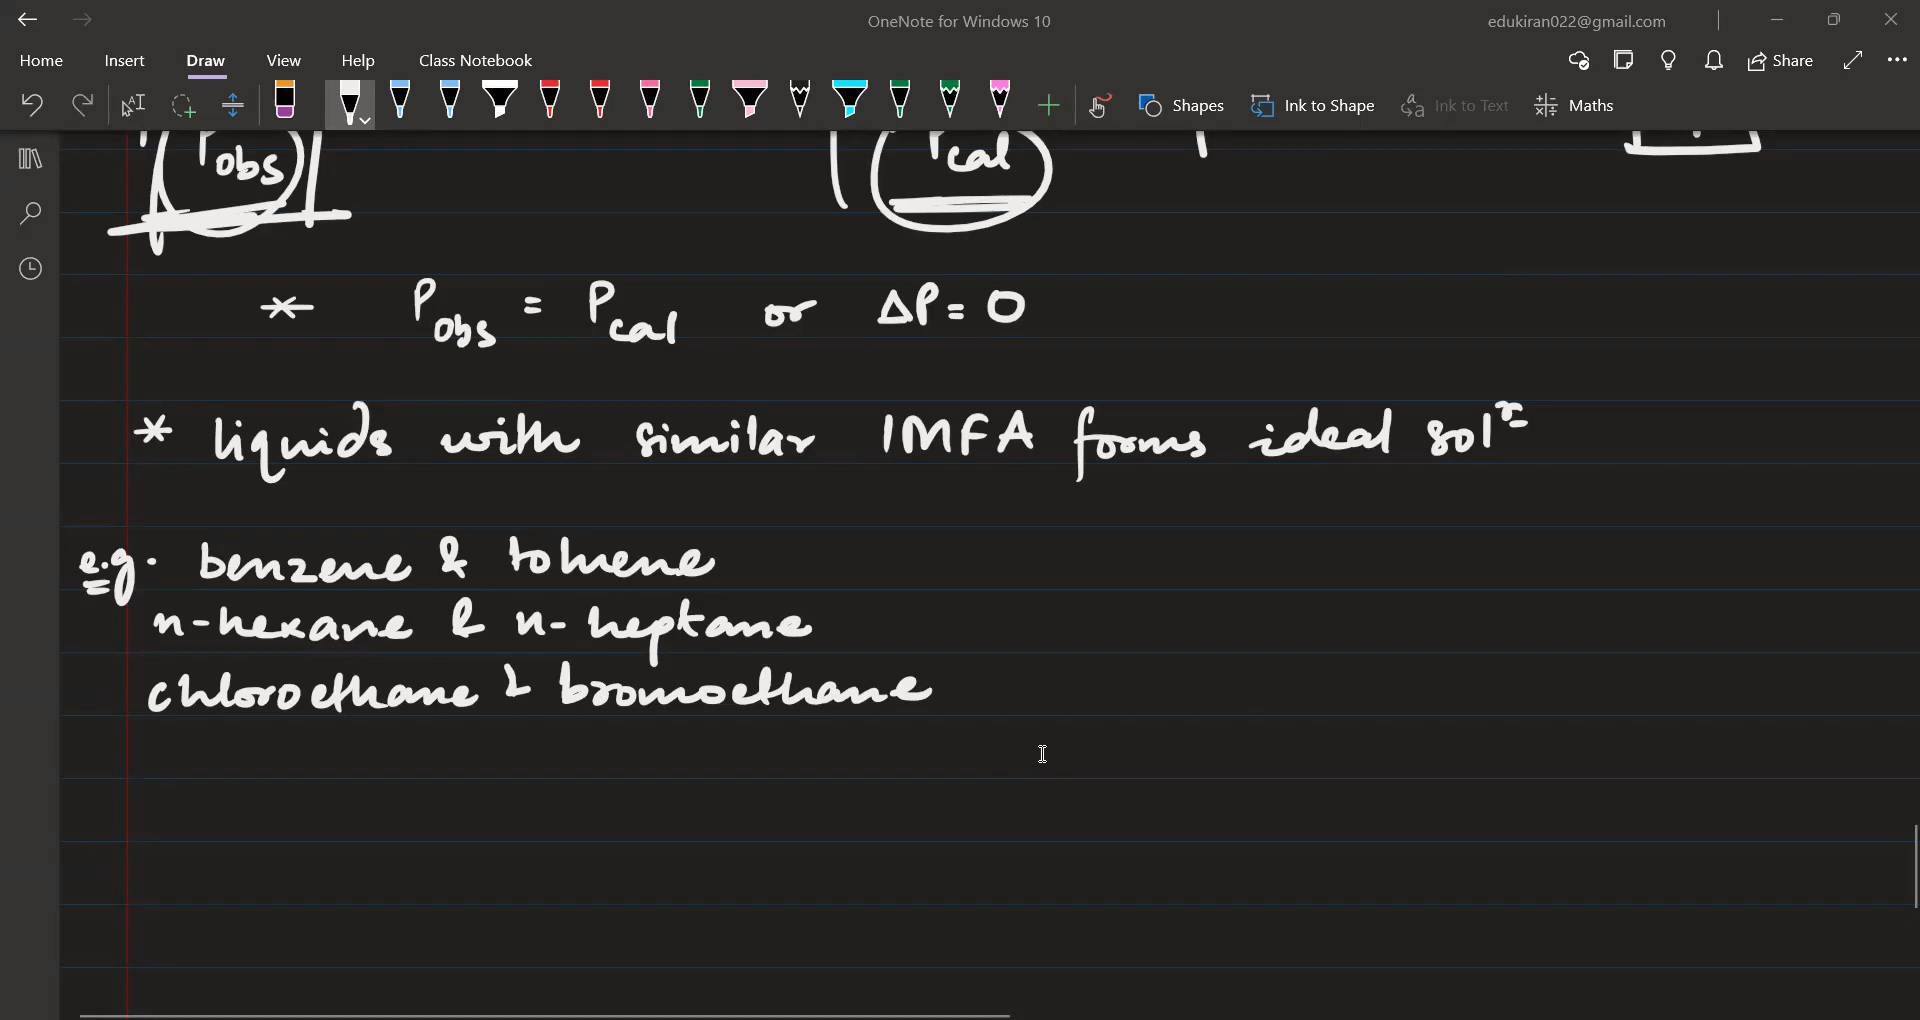 OneNote for Windows 10
edukiran022@gmail.com
Home Insert Draw View Help Class Notebook
Share
Shapes Ink to Shape Ink to Text Maths
Pobs Pcal
* Pobs = Pcal or ΔP = 0
* liquids with similar IMFA forms ideal solⁿ
e.g. benzene & toluene
n-hexane & n-heptane
chloroethane & bromoethane